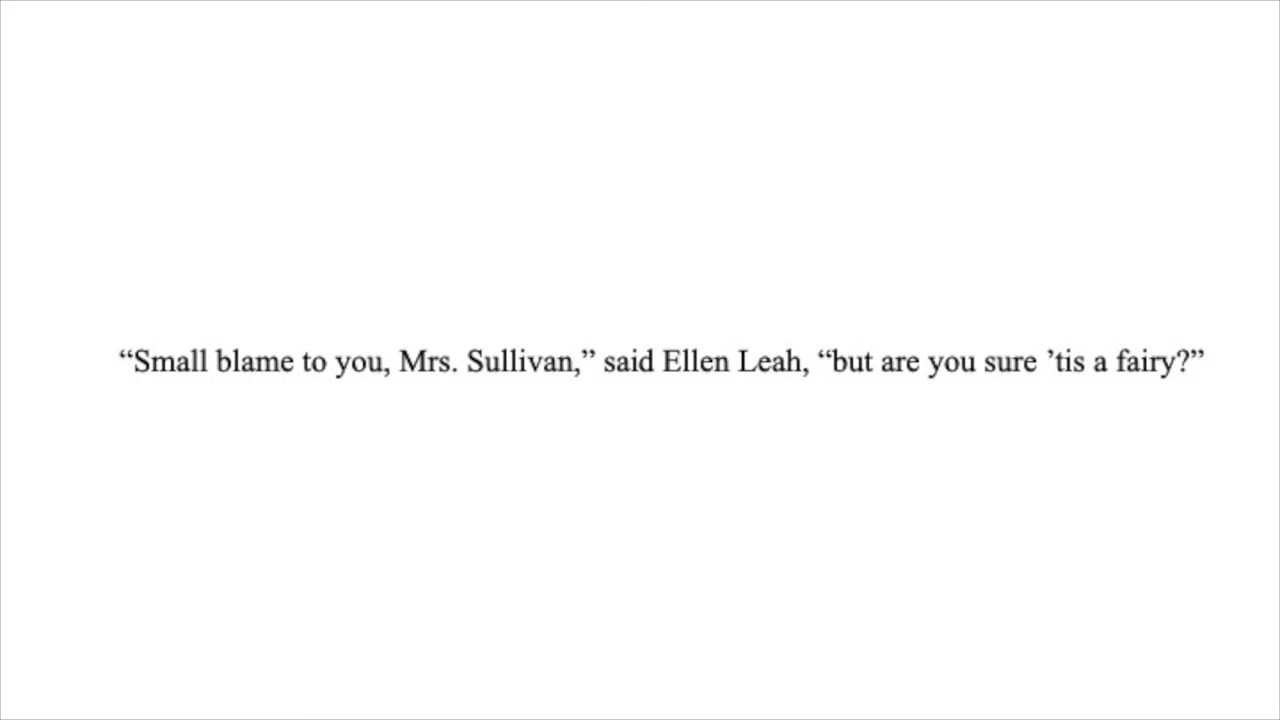 “Small blame to you, Mrs. Sullivan,” said Ellen Leah, “but are you sure ’tis a fairy?”